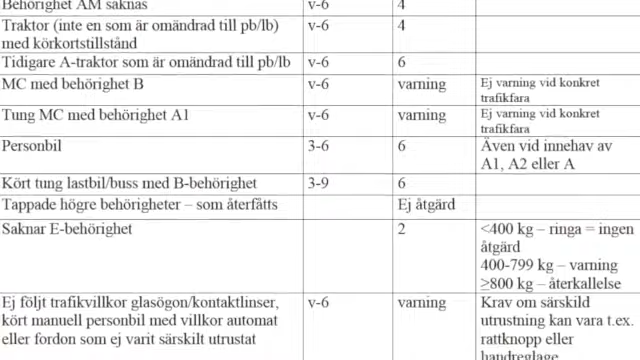 Behörighet AM saknas v-6 4
Traktor (inte en som är omändrad till pb/lb) v-6 4
med körkortstillstånd
Tidigare A-traktor som är omändrad till pb/lb v-6 6
MC med behörighet B v-6 varning Ej varning vid konkret
trafikfara
Tung MC med behörighet A1 v-6 varning Ej varning vid konkret
trafikfara
Personbil 3-6 6 Även vid innehav av
A1, A2 eller A
Kört tung lastbil/buss med B-behörighet 3-9 6
Tappade högre behörigheter – som återfåtts Ej åtgärd
Saknar E-behörighet 2 <400 kg – ringa = ingen
åtgärd
400-799 kg – varning
≥800 kg – återkallelse
Ej följt trafikvillkor glasögon/kontaktlinser, v-6 varning Krav om särskild
kört manuell personbil med villkor automat utrustning kan vara t.ex.
eller fordon som ej varit särskilt utrustat rattknopp eller
handreglage